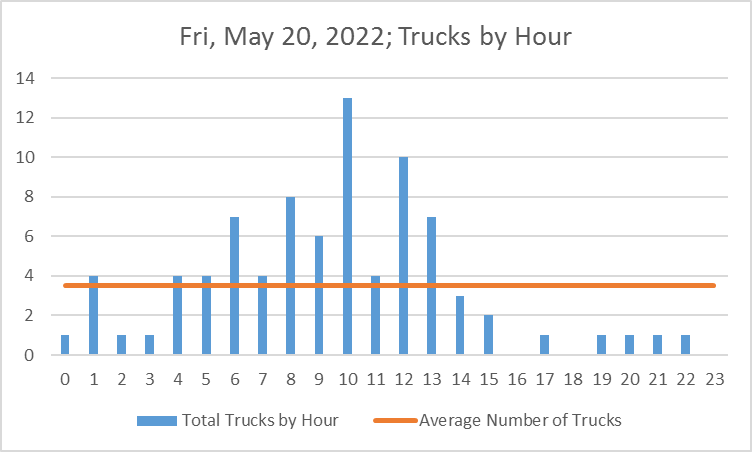 Fri, May 20, 2022; Trucks by Hour
14
12
10
8
6
4
2
0
0 1 2 3 4 5 6 7 8 9 10 11 12 13 14 15 16 17 18 19 20 21 22 23
Total Trucks by Hour Average Number of Trucks